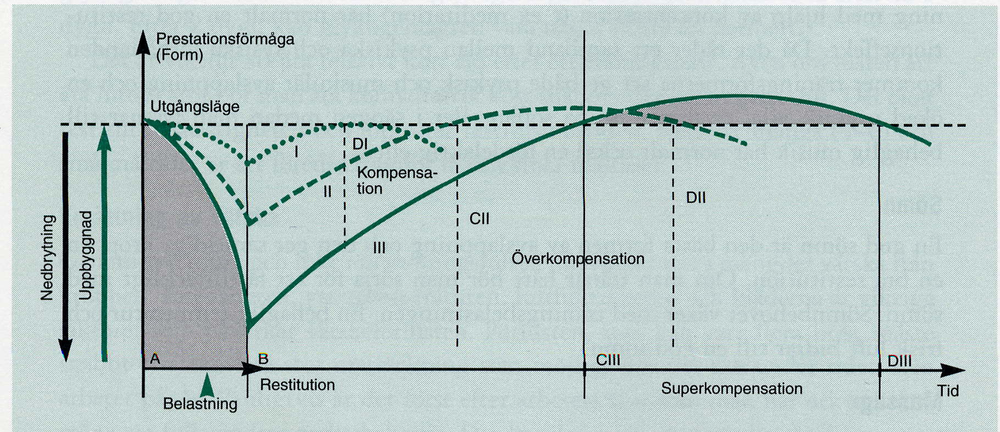 Prestationsförmåga
(Form)
Utgångsläge
I
DI
Kompensa-
tion
II
DII
CII
III
Överkompensation
Nedbrytning
Uppbyggnad
A
B
CIII
DIII
Restitution
Superkompensation
Tid
Belastning